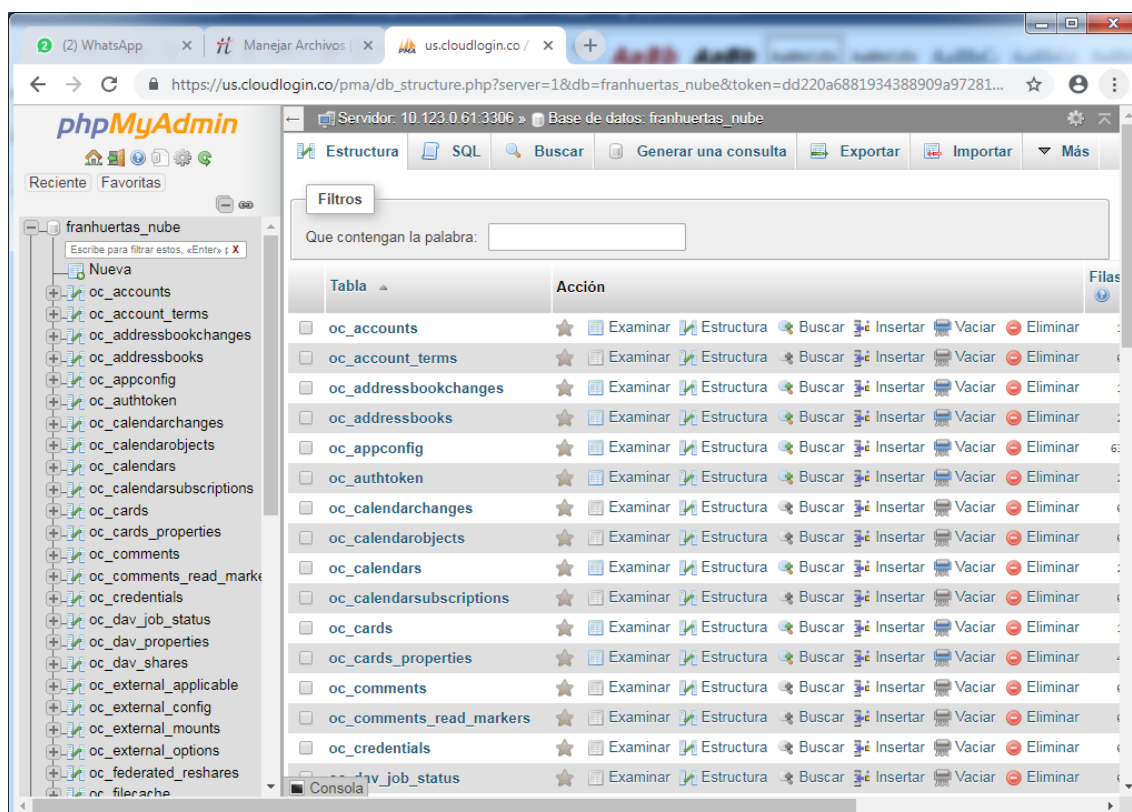 (2) WhatsApp
Manejar Archivos
us.cloudlogin.co /
https://us.cloudlogin.co/pma/db_structure.php?server=1&db=franhuertas_nube&token=dd220a6881934388909a97281...
phpMyAdmin
Reciente Favoritas
franhuertas_nube
Escribe para filtrar estos, «Enter» p X
Nueva
oc_accounts
oc_account_terms
oc_addressbookchanges
oc_addressbooks
oc_appconfig
oc_authtoken
oc_calendarchanges
oc_calendarobjects
oc_calendars
oc_calendarsubscriptions
oc_cards
oc_cards_properties
oc_comments
oc_comments_read_marke
oc_credentials
oc_dav_job_status
oc_dav_properties
oc_dav_shares
oc_external_applicable
oc_external_config
oc_external_mounts
oc_external_options
oc_federated_reshares
oc_filecache
Servidor: 10.123.0.61:3306 » Base de datos: franhuertas_nube
Estructura SQL Buscar Generar una consulta Exportar Importar Más
Filtros
Que contengan la palabra:
Tabla Acción Filas
oc_accounts Examinar Estructura Buscar Insertar Vaciar Eliminar
oc_account_terms Examinar Estructura Buscar Insertar Vaciar Eliminar
oc_addressbookchanges Examinar Estructura Buscar Insertar Vaciar Eliminar
oc_addressbooks Examinar Estructura Buscar Insertar Vaciar Eliminar
oc_appconfig Examinar Estructura Buscar Insertar Vaciar Eliminar
oc_authtoken Examinar Estructura Buscar Insertar Vaciar Eliminar
oc_calendarchanges Examinar Estructura Buscar Insertar Vaciar Eliminar
oc_calendarobjects Examinar Estructura Buscar Insertar Vaciar Eliminar
oc_calendars Examinar Estructura Buscar Insertar Vaciar Eliminar
oc_calendarsubscriptions Examinar Estructura Buscar Insertar Vaciar Eliminar
oc_cards Examinar Estructura Buscar Insertar Vaciar Eliminar
oc_cards_properties Examinar Estructura Buscar Insertar Vaciar Eliminar
oc_comments Examinar Estructura Buscar Insertar Vaciar Eliminar
oc_comments_read_markers Examinar Estructura Buscar Insertar Vaciar Eliminar
oc_credentials Examinar Estructura Buscar Insertar Vaciar Eliminar
oc_dav_job_status Examinar Estructura Buscar Insertar Vaciar Eliminar
Consola